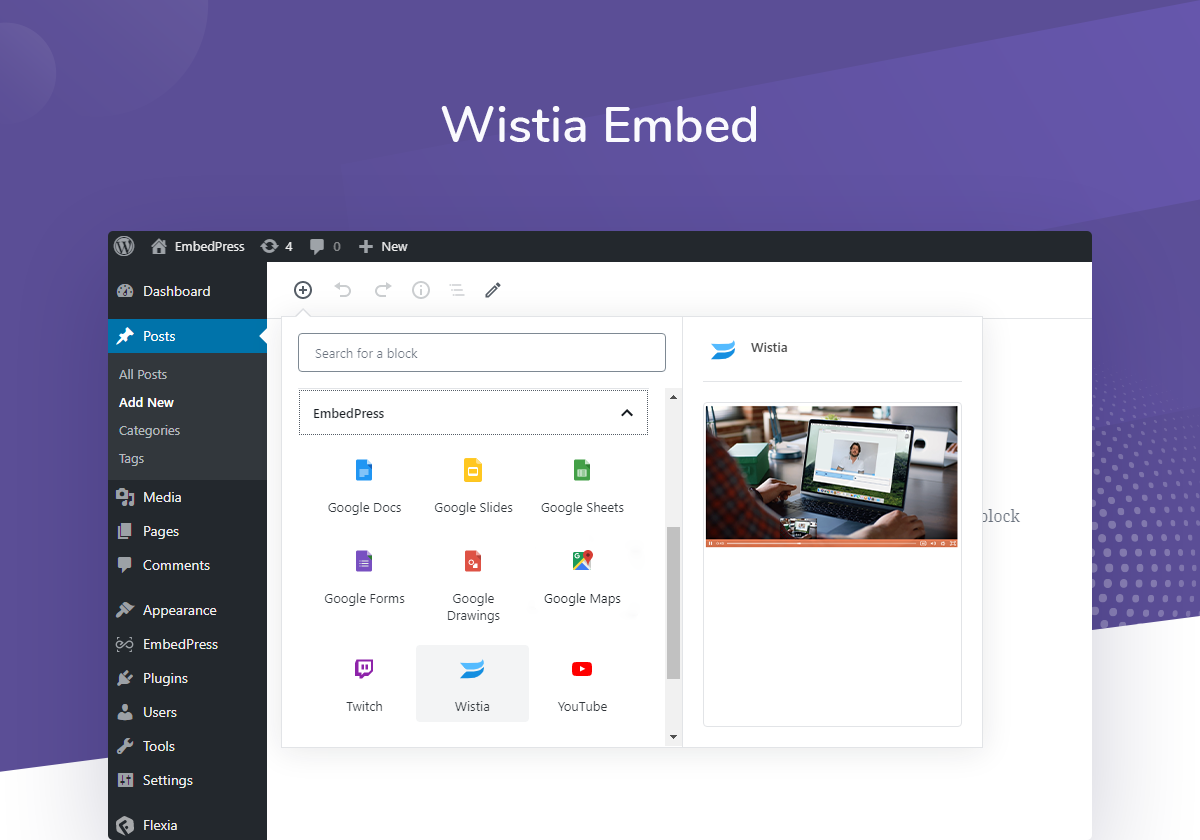 Wistia Embed
EmbedPress 4 0 New
Dashboard
Posts
All Posts
Add New
Categories
Tags
Media
Pages
Comments
Appearance
EmbedPress
Plugins
Users
Tools
Settings
Flexia
Search for a block
EmbedPress
Google Docs
Google Slides
Google Sheets
Google Forms
Google
Drawings
Google Maps
Twitch
Wistia
YouTube
Wistia
block